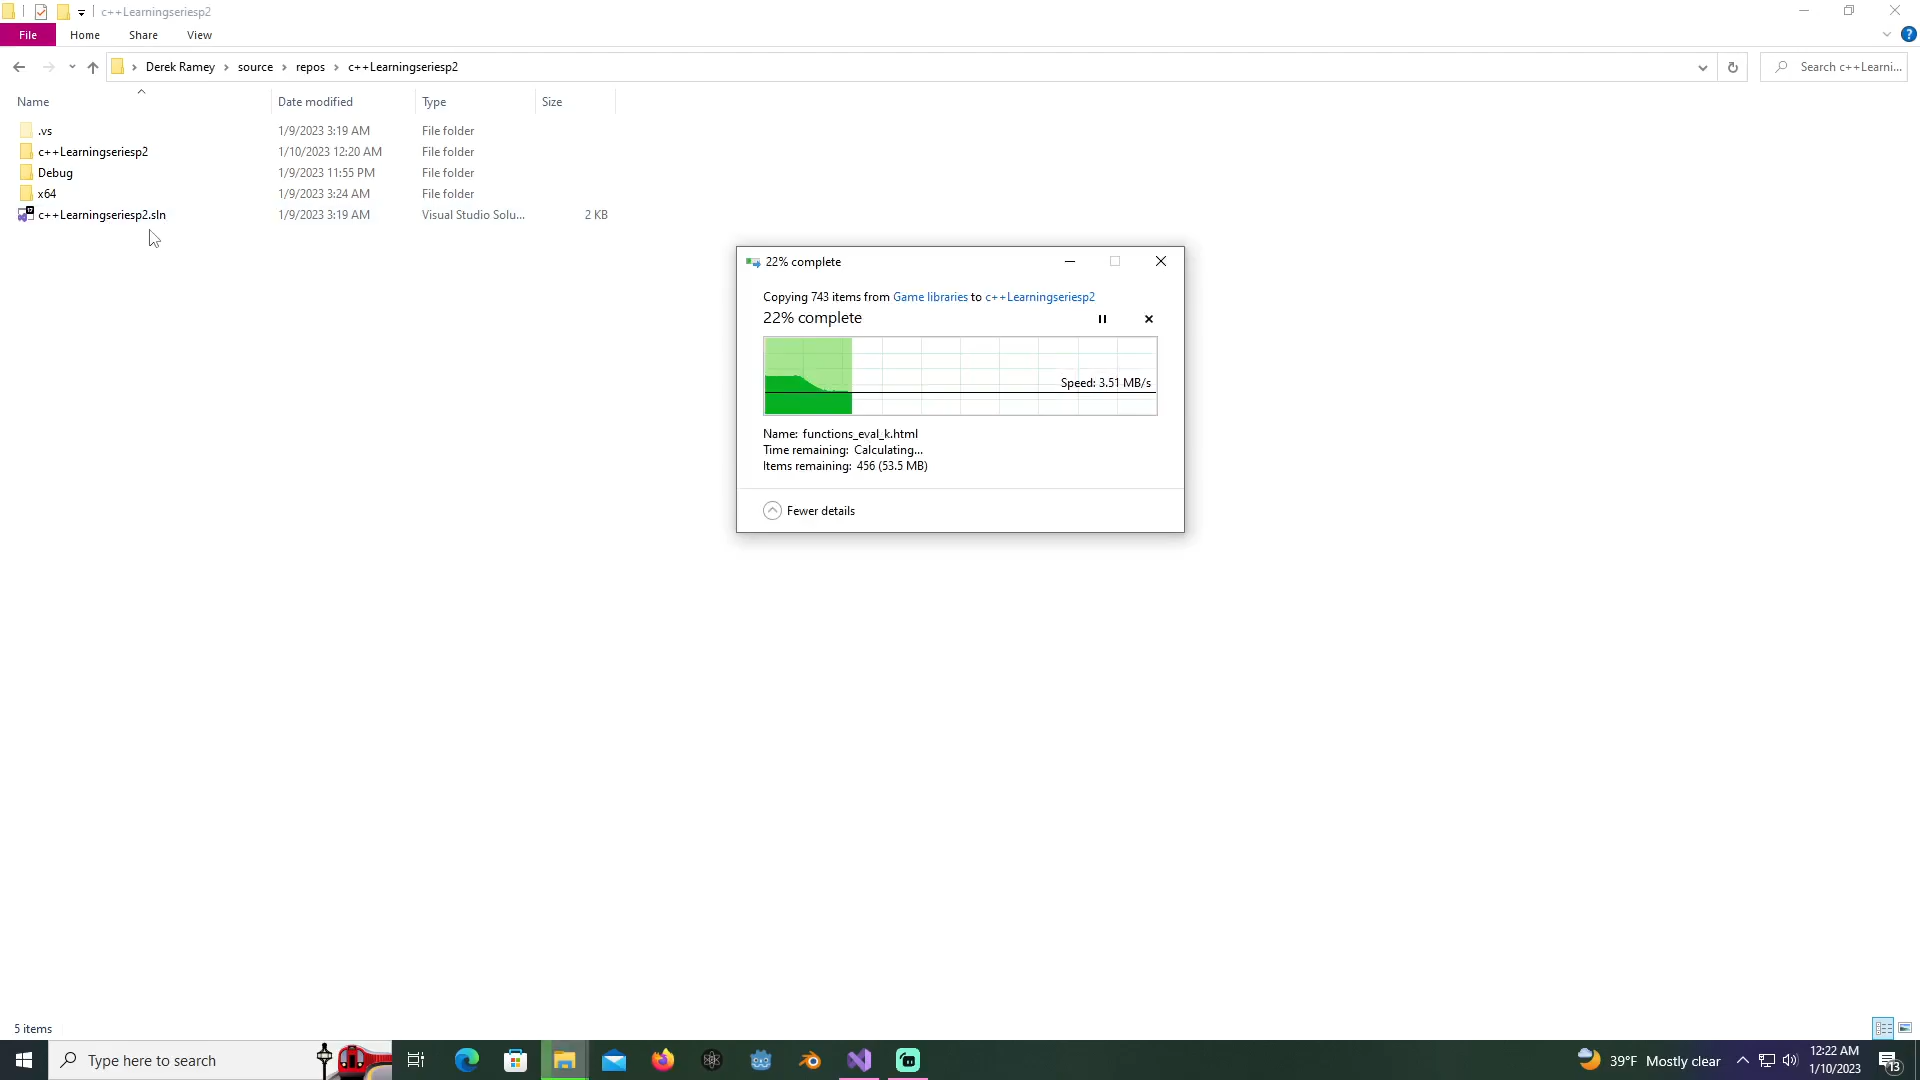 c++Learningseriesp2
File Home Share View
Derek Ramey source repos c++Learningseriesp2 Search c++Learni...
Name Date modified Type Size
.vs 1/9/2023 3:19 AM File folder
c++Learningseriesp2 1/10/2023 12:20 AM File folder
Debug 1/9/2023 11:55 PM File folder
x64 1/9/2023 3:24 AM File folder
c++Learningseriesp2.sln 1/9/2023 3:19 AM Visual Studio Solu... 2 KB
22% complete
Copying 743 items from Game libraries to c++Learningseriesp2
22% complete
Speed: 3.51 MB/s
Name: functions_eval_k.html
Time remaining: Calculating...
Items remaining: 456 (53.5 MB)
Fewer details
5 items
Type here to search
39°F Mostly clear
12:22 AM
1/10/2023
13